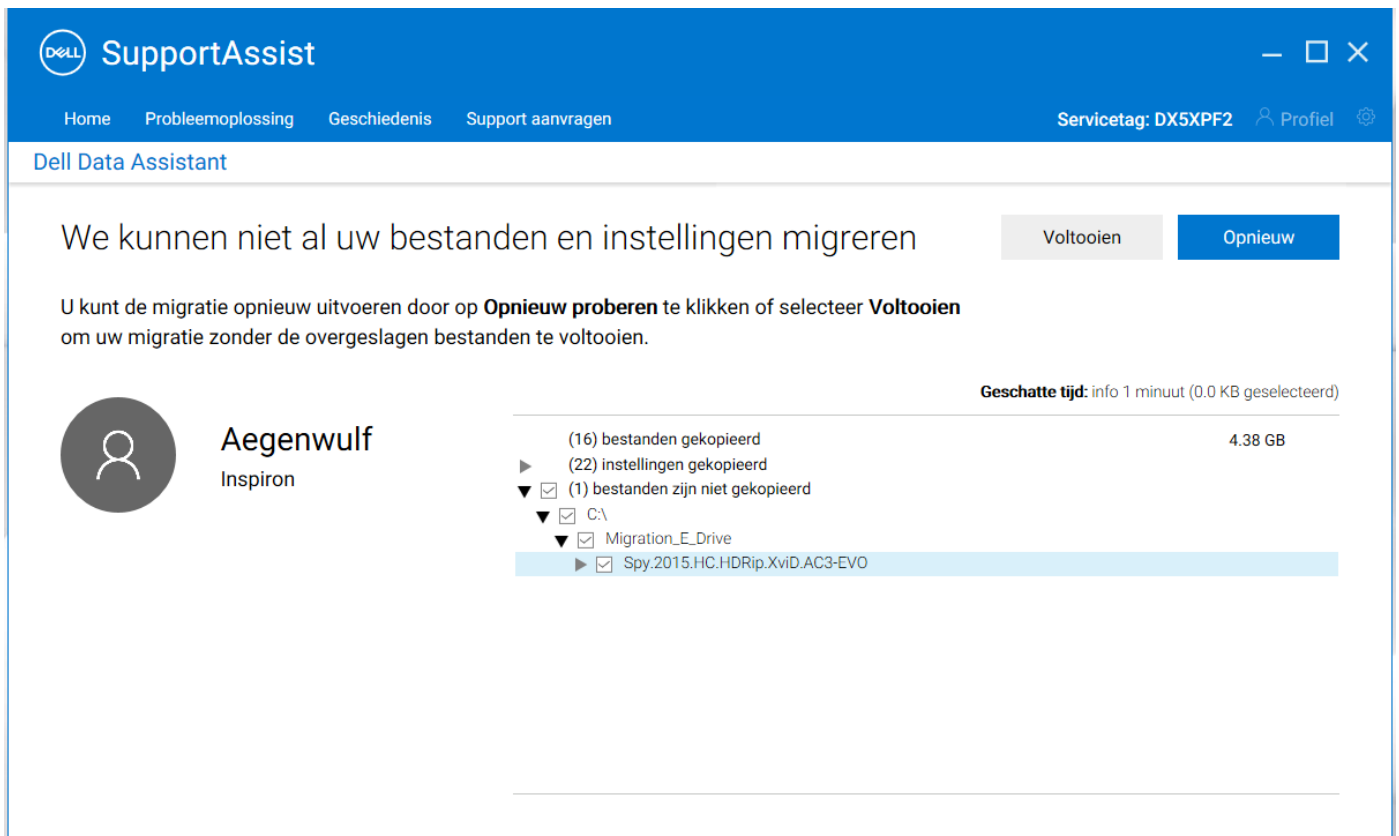 DELL SupportAssist
Home Probleemoplossing Geschiedenis Support aanvragen Servicetag: DX5XPF2 Profiel
Dell Data Assistant
We kunnen niet al uw bestanden en instellingen migreren Voltooien Opnieuw
U kunt de migratie opnieuw uitvoeren door op Opnieuw proberen te klikken of selecteer Voltooien
om uw migratie zonder de overgeslagen bestanden te voltooien.
Geschatte tijd: info 1 minuut (0.0 KB geselecteerd)
Aegenwulf
Inspiron
(16) bestanden gekopieerd 4.38 GB
(22) instellingen gekopieerd
(1) bestanden zijn niet gekopieerd
C:\
Migration_E_Drive
Spy.2015.HC.HDRip.XviD.AC3-EVO